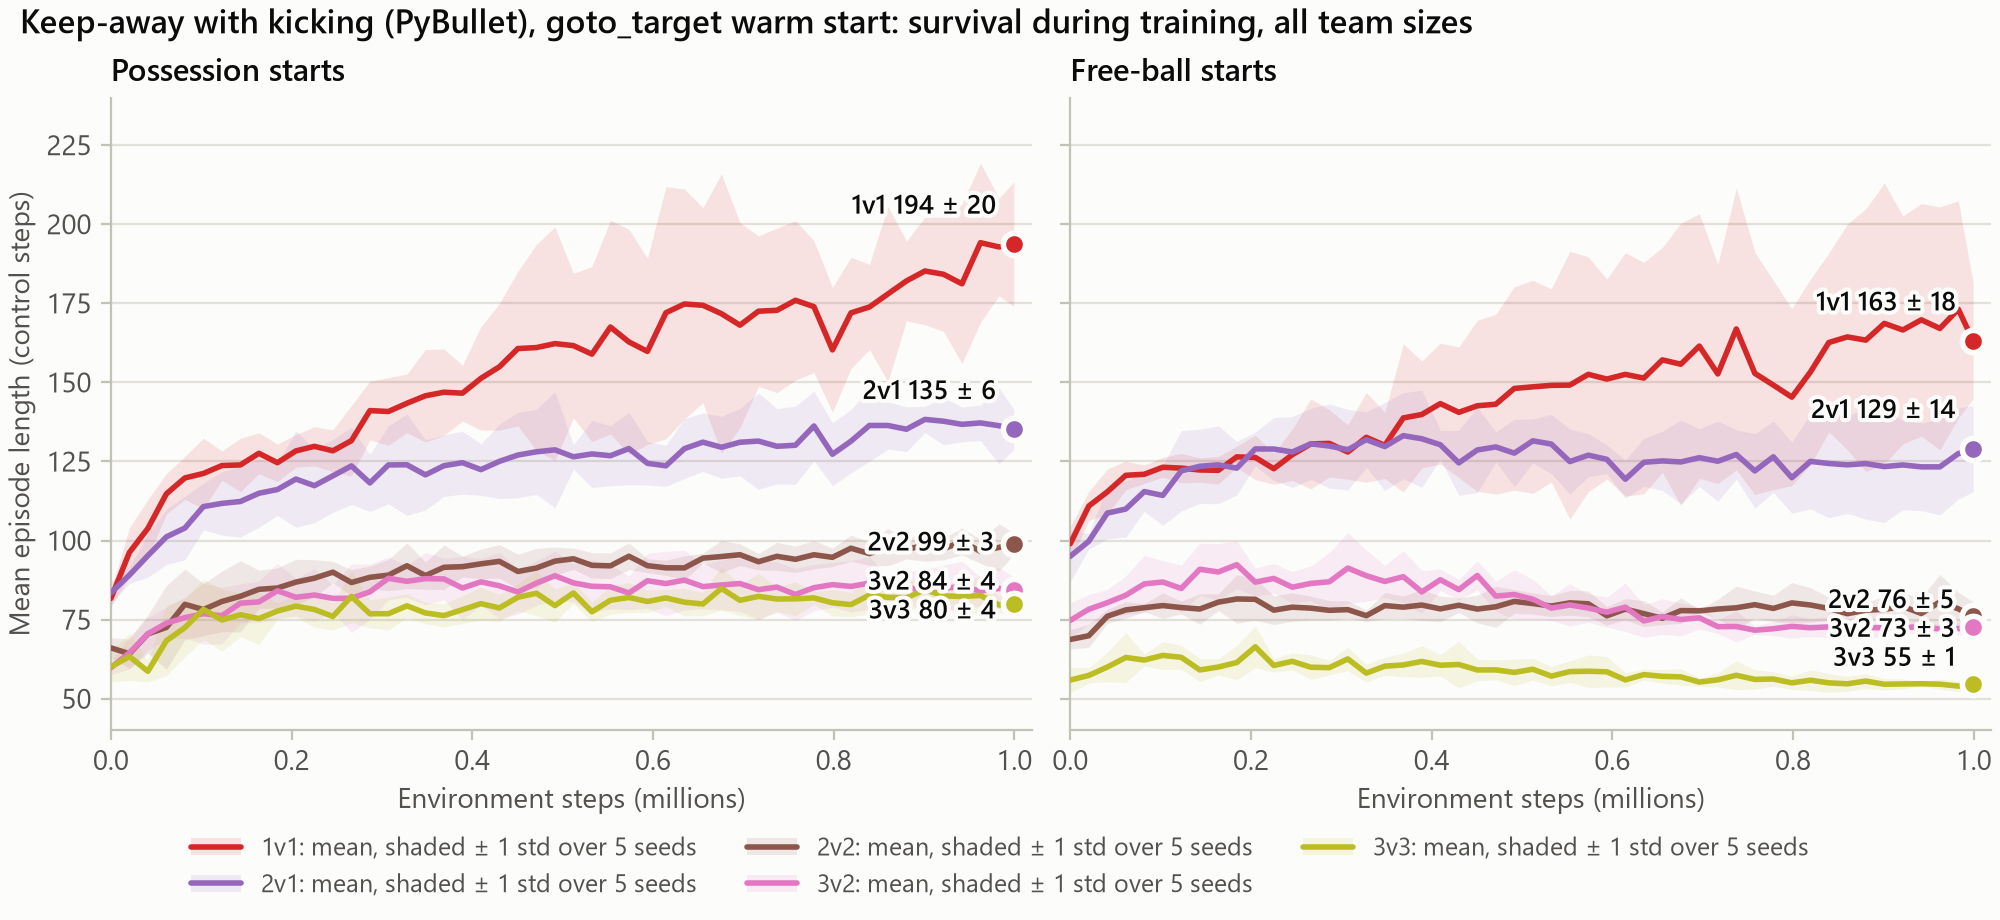 Keep-away with kicking (PyBullet), goto_target warm start: survival during training, all team sizes
Possession starts
Free-ball starts
Mean episode length (control steps)
225
200
175
150
125
100
75
50
1v1 194 ± 20
2v1 135 ± 6
2v2 99 ± 3
3v2 84 ± 4
3v3 80 ± 4
1v1 163 ± 18
2v1 129 ± 14
2v2 76 ± 5
3v2 73 ± 3
3v3 55 ± 1
0.0 0.2 0.4 0.6 0.8 1.0
0.0 0.2 0.4 0.6 0.8 1.0
Environment steps (millions)
Environment steps (millions)
1v1: mean, shaded ± 1 std over 5 seeds
2v2: mean, shaded ± 1 std over 5 seeds
3v3: mean, shaded ± 1 std over 5 seeds
2v1: mean, shaded ± 1 std over 5 seeds
3v2: mean, shaded ± 1 std over 5 seeds